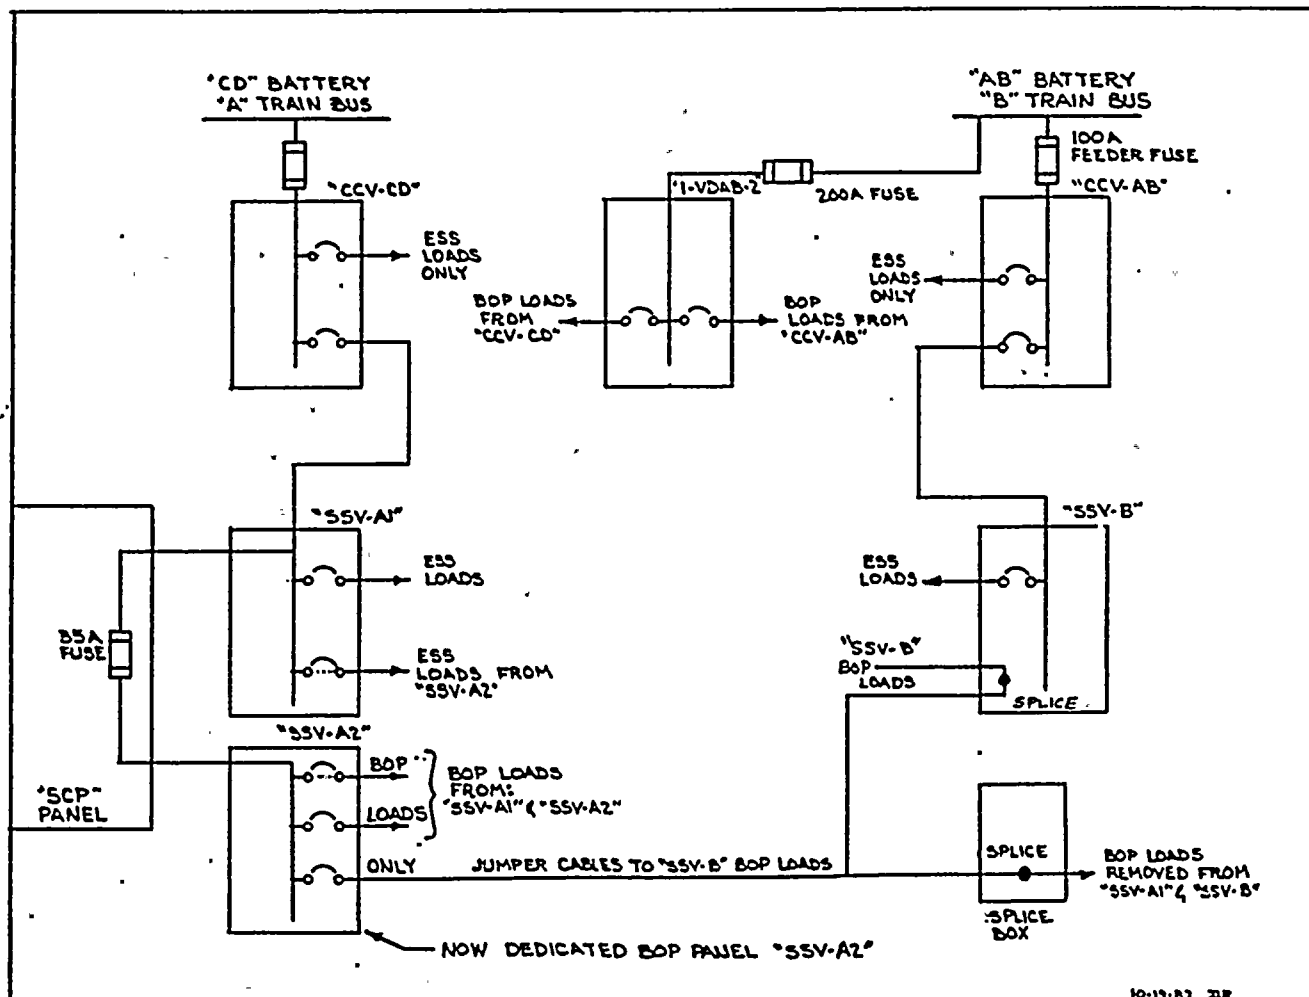 "CD" BATTERY
"A" TRAIN BUS
"AB" BATTERY
"B" TRAIN BUS
100A
FEEDER FUSE
"CCV-CD"
"1-VDAB-2"
200A FUSE
"CCV-AB"
ESS
LOADS
ONLY
BOP LOADS
FROM
"CCV-CD"
BOP
LOADS FROM
"CCV-AB"
ESS
LOADS
ONLY
"SSV-A1"
ESS
LOADS
ESS
LOADS FROM
"SSV-A2"
35A
FUSE
"SCP"
PANEL
"SSV-A2"
BOP
LOADS
ONLY
BOP LOADS
FROM:
"SSV-A1" & "SSV-A2"
JUMPER CABLES TO "SSV-B" BOP LOADS
NOW DEDICATED BOP PANEL "SSV-A2"
"SSV-B"
ESS
LOADS
"SSV-B"
BOP
LOADS
SPLICE
SPLICE
SPLICE
BOX
BOP LOADS
REMOVED FROM
"SSV-A1" & "SSV-B"